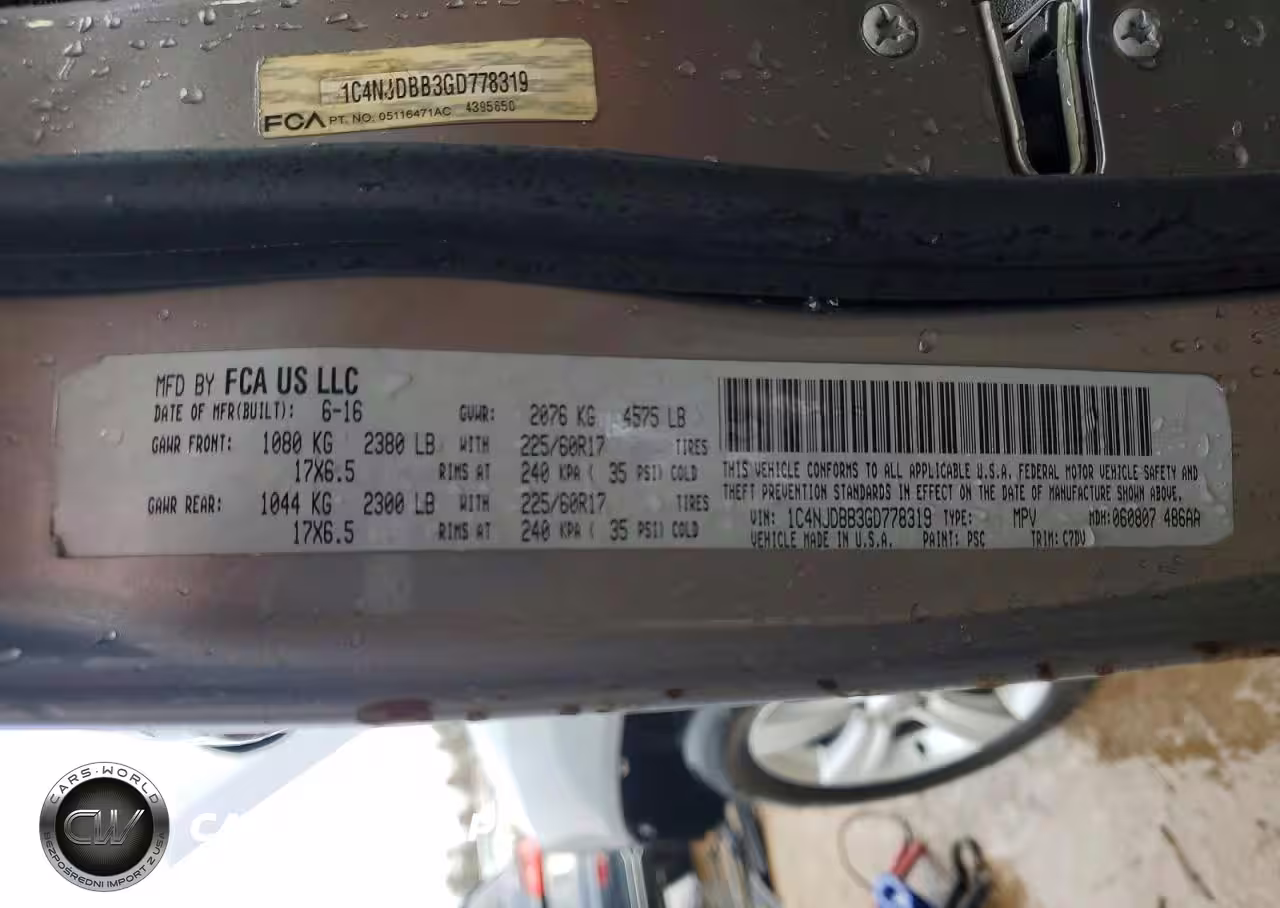 1C4NJDBB3GD778319
FCA PT. NO. 05116471AC 4395650
MFD BY FCA US LLC
DATE OF MFR(BUILT): 6-16 GVWR: 2076 KG 4575 LB
GAWR FRONT: 1080 KG 2380 LB WITH 225/60R17 TIRES
17X6.5 RIMS AT 240 KPA ( 35 PSI) COLD
GAWR REAR: 1044 KG 2300 LB WITH 225/60R17 TIRES
17X6.5 RIMS AT 240 KPA ( 35 PSI) COLD
THIS VEHICLE CONFORMS TO ALL APPLICABLE U.S.A. FEDERAL MOTOR VEHICLE SAFETY AND
THEFT PREVENTION STANDARDS IN EFFECT ON THE DATE OF MANUFACTURE SHOWN ABOVE.
VIN: 1C4NJDBB3GD778319 TYPE: MPV MDH: 060807 486AA
VEHICLE MADE IN U.S.A. PAINT: PSC TRIM: C7DV
CARS-WORLD
CW
BEZPOŚREDNI IMPORT Z USA